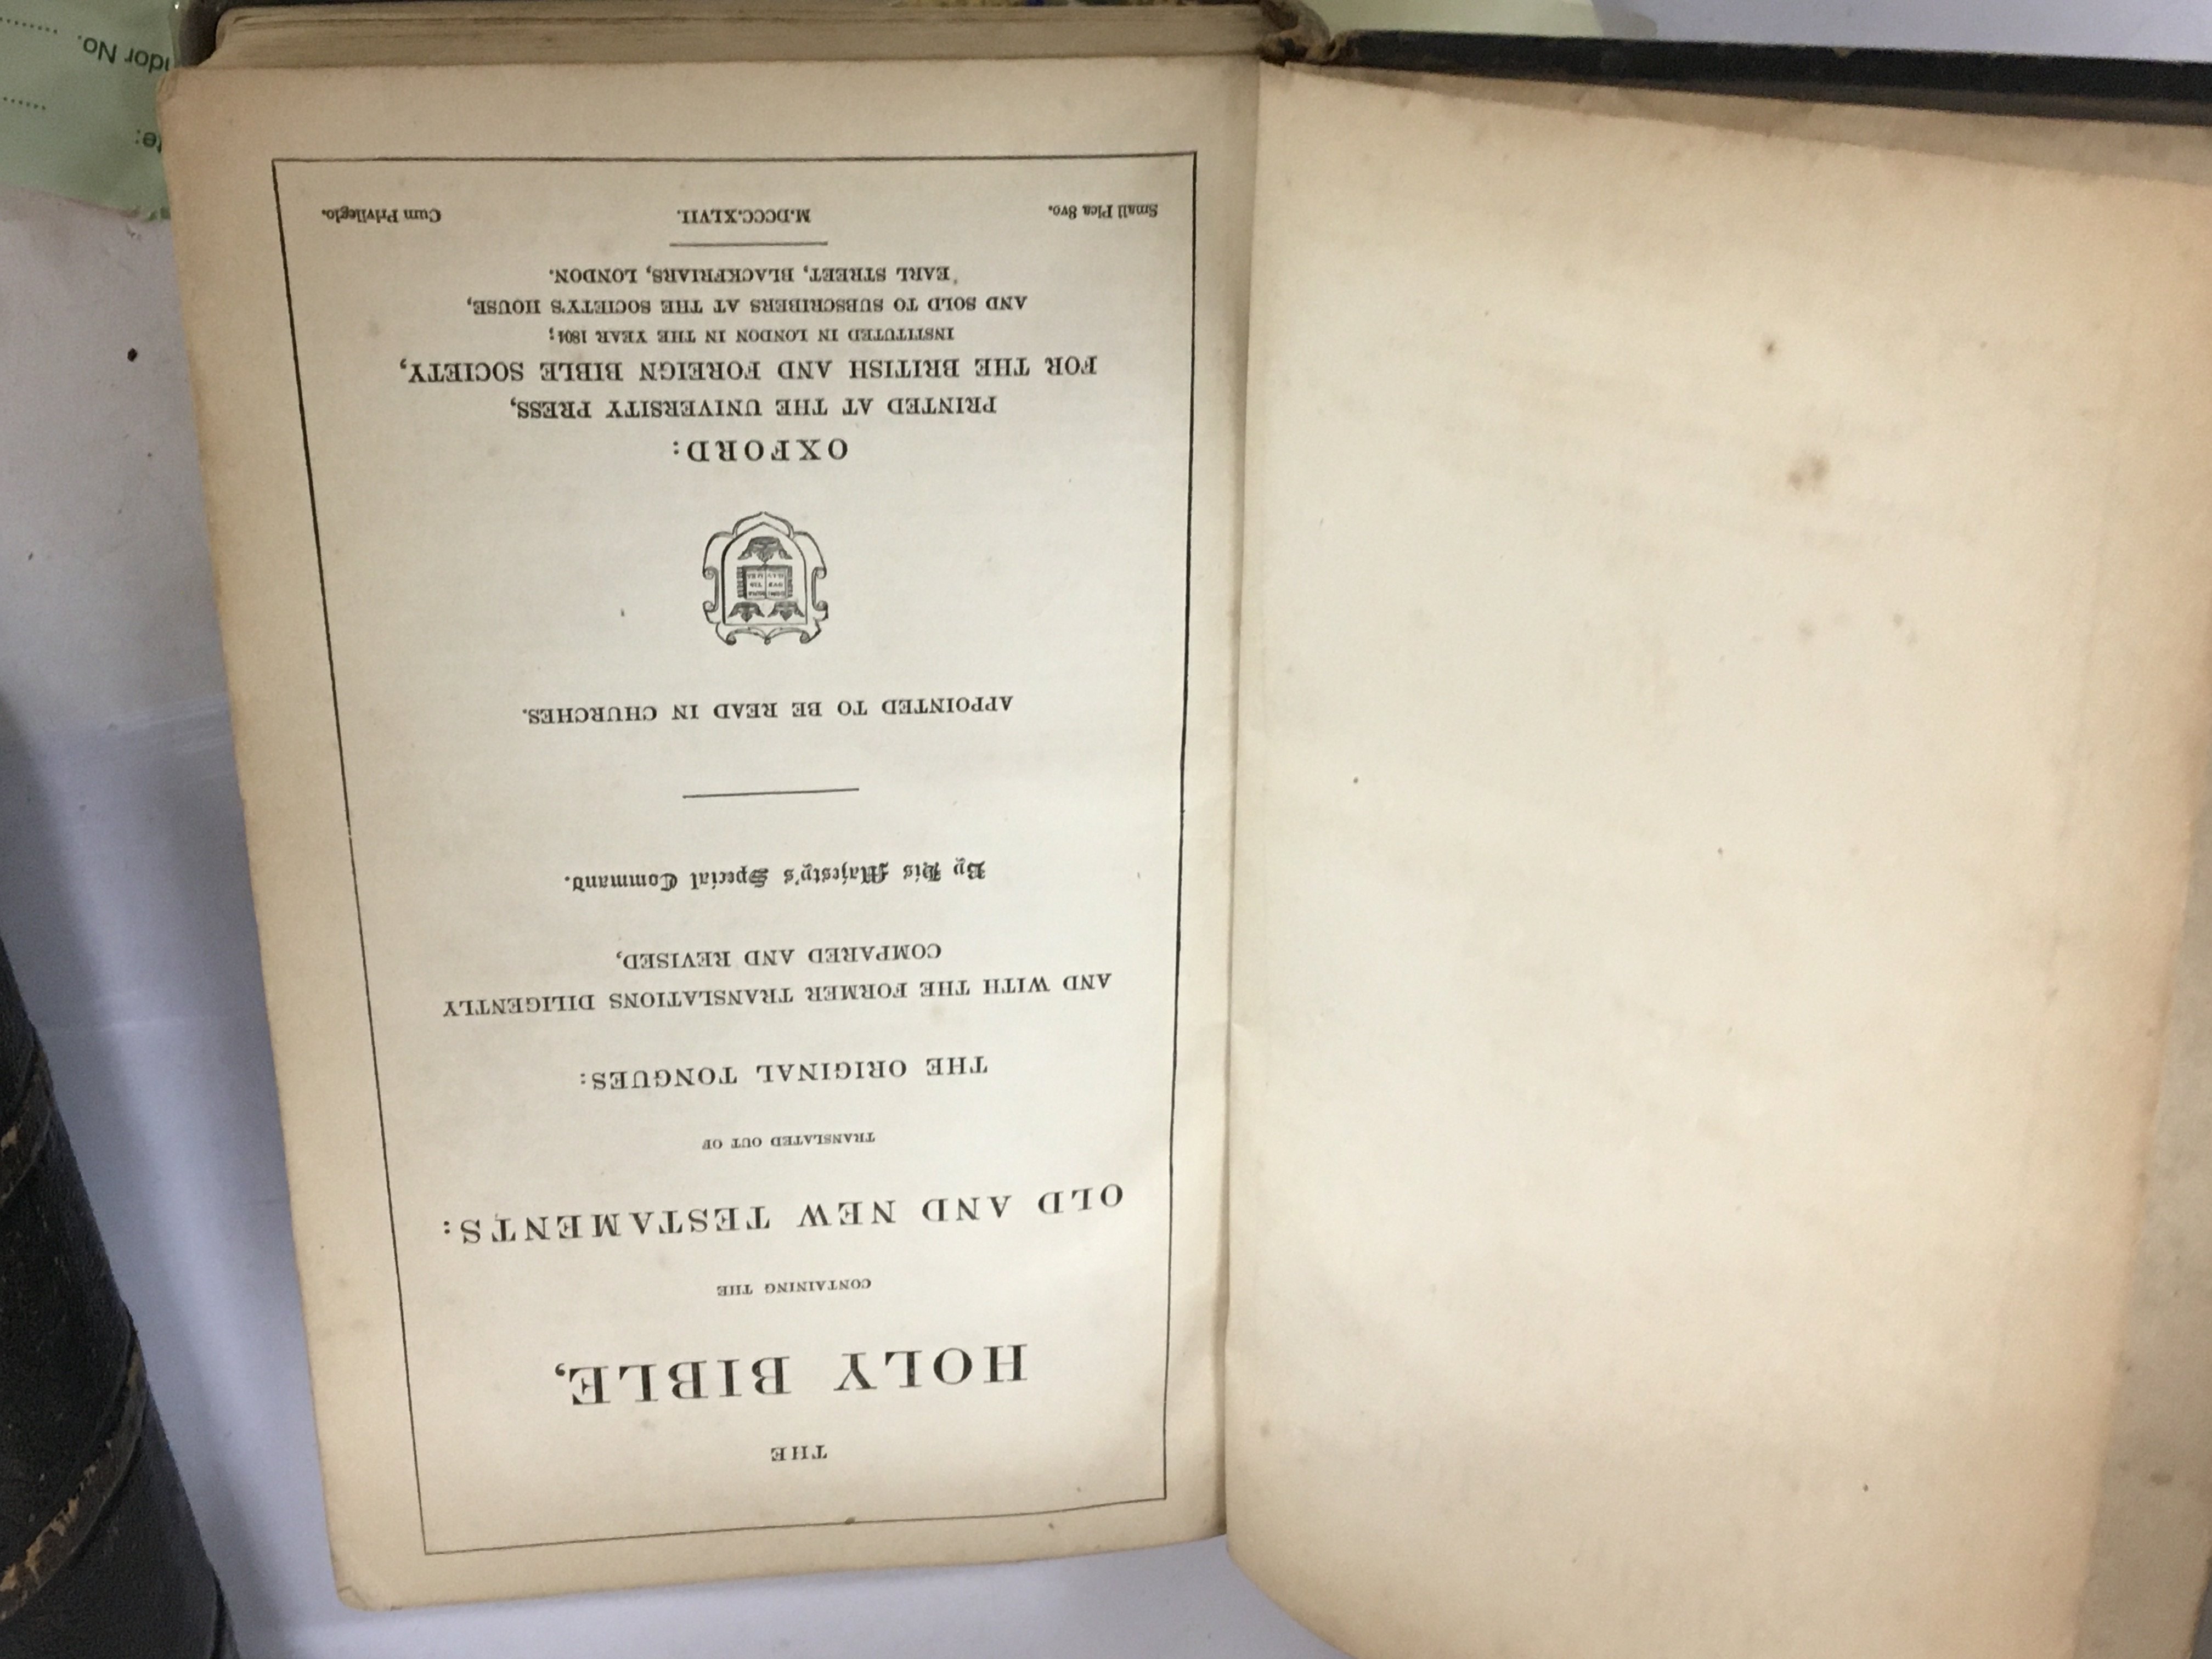 THE
HOLY BIBLE,
CONTAINING THE
OLD AND NEW TESTAMENTS:
TRANSLATED OUT OF
THE ORIGINAL TONGUES:
AND WITH THE FORMER TRANSLATIONS DILIGENTLY
COMPARED AND REVISED,
By His Majesty's Special Command.
APPOINTED TO BE READ IN CHURCHES.
OXFORD:
PRINTED AT THE UNIVERSITY PRESS,
FOR THE BRITISH AND FOREIGN BIBLE SOCIETY,
INSTITUTED IN LONDON IN THE YEAR 1804;
AND SOLD TO SUBSCRIBERS AT THE SOCIETY'S HOUSE,
EARL STREET, BLACKFRIARS, LONDON.
Small Pica 8vo. M.DCCC.XLVII. Cum Privilegio.
No.